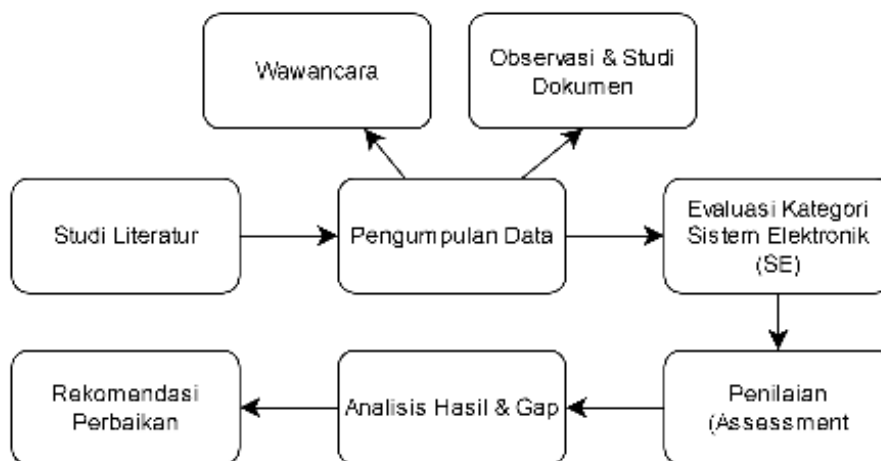 Wawancara
Observasi & Studi
Dokumen
Studi Literatur
Pengumpulan Data
Evaluasi Kategori
Sistem Elektronik
(SE)
Rekomendasi
Perbaikan
Analisis Hasil & Gap
Penilaian
(Assessment